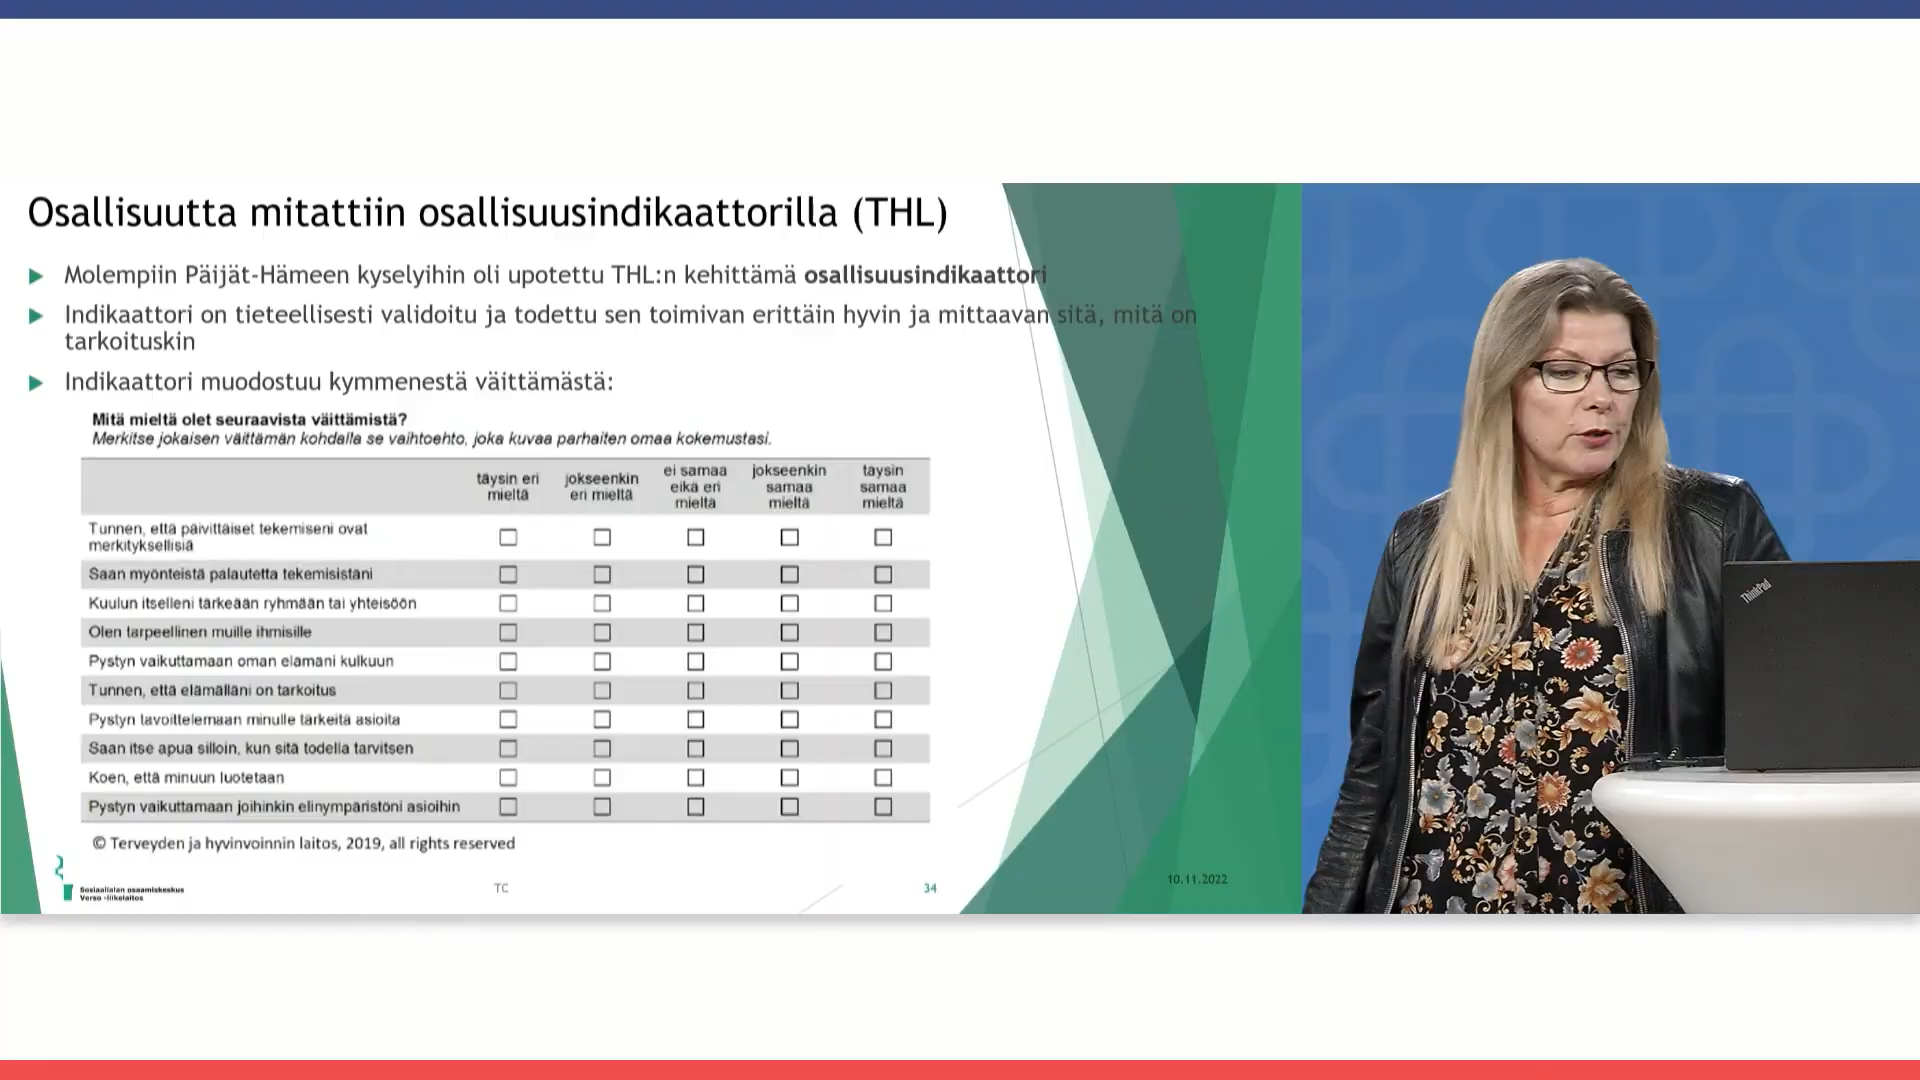 Osallisuutta mitattiin osallisuusindikaattorilla (THL)
Molempiin Päijät-Hämeen kyselyihin oli upotettu THL:n kehittämä osallisuusindikaattori
Indikaattori on tieteellisesti validoitu ja todettu sen toimivan erittäin hyvin ja mittaavan sitä, mitä on
tarkoituskin
Indikaattori muodostuu kymmenestä väittämästä:
Mitä mieltä olet seuraavista väittämistä?
Merkitse jokaisen väittämän kohdalla se vaihtoehto, joka kuvaa parhaiten omaa kokemustasi.
täysin eri mieltä
jokseenkin eri mieltä
ei samaa eikä eri mieltä
jokseenkin samaa mieltä
täysin samaa mieltä
Tunnen, että päivittäiset tekemiseni ovat
merkityksellisiä
Saan myönteistä palautetta tekemisistäni
Kuulun itselleni tärkeään ryhmään tai yhteisöön
Olen tarpeellinen muille ihmisille
Pystyn vaikuttamaan oman elämäni kulkuun
Tunnen, että elämälläni on tarkoitus
Pystyn tavoittelemaan minulle tärkeitä asioita
Saan itse apua silloin, kun sitä todella tarvitsen
Koen, että minuun luotetaan
Pystyn vaikuttamaan joihinkin elinympäristöni asioihin
© Terveyden ja hyvinvoinnin laitos, 2019, all rights reserved
Sosiaalialan osaamiskeskus
Verso -liikelaitos
TC
34
10.11.2022
ThinkPad